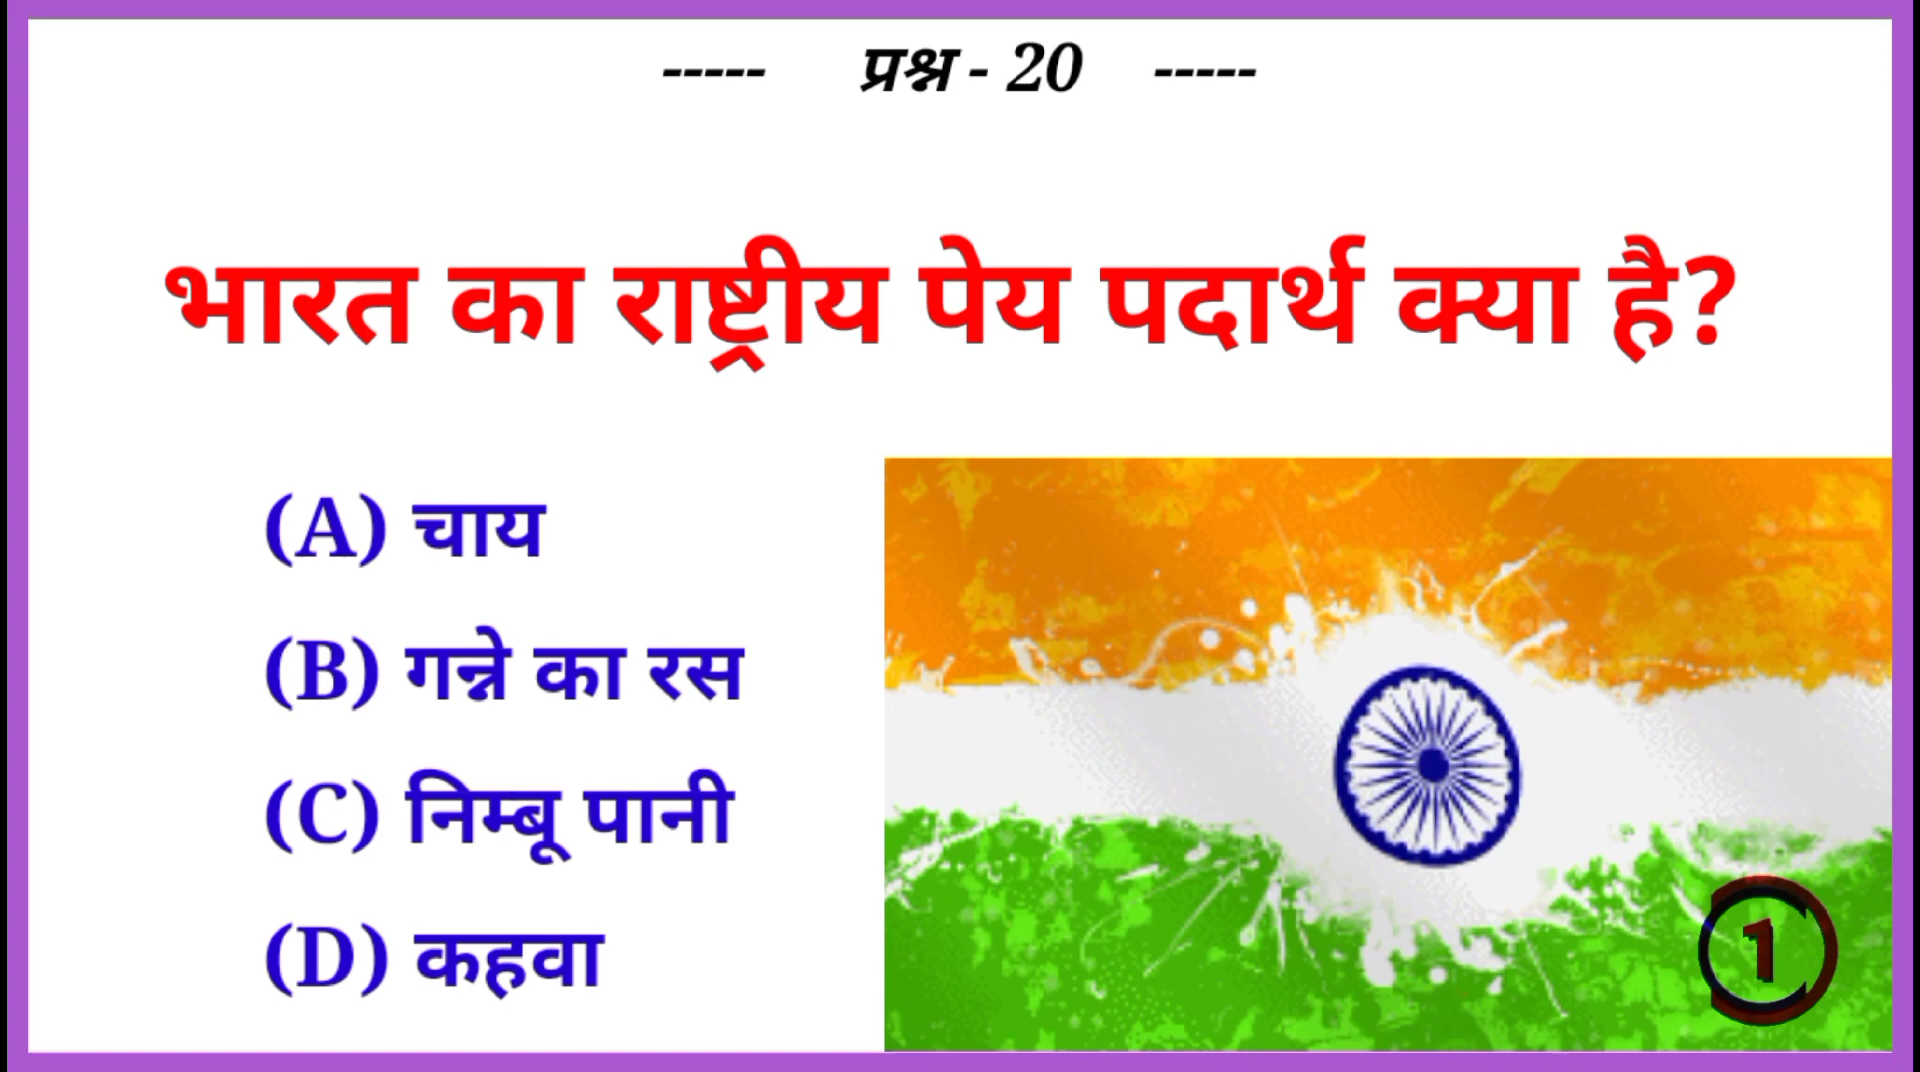 ----- प्रश्न - 20 -----
भारत का राष्ट्रीय पेय पदार्थ क्या है?
(A) चाय
(B) गन्ने का रस
(C) निम्बू पानी
(D) कहवा
1